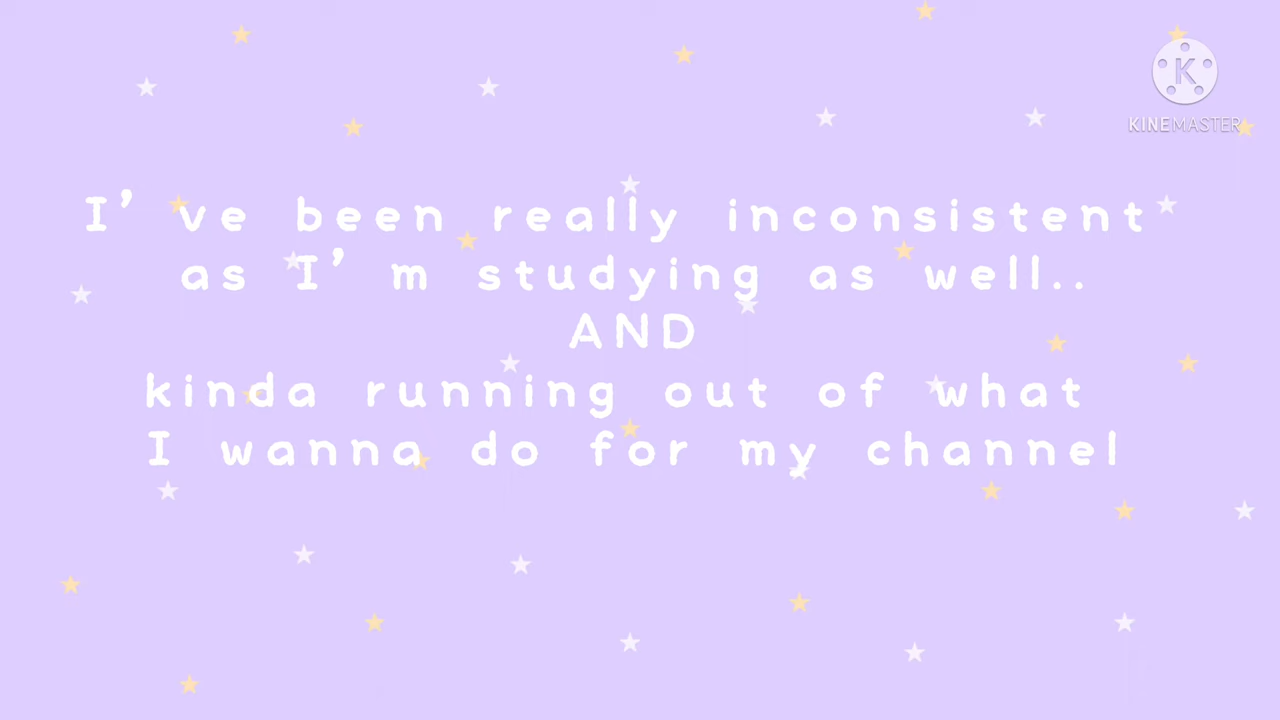 KINEMASTER
I've been really inconsistent
as I'm studying as well..
AND
kinda running out of what
I wanna do for my channel